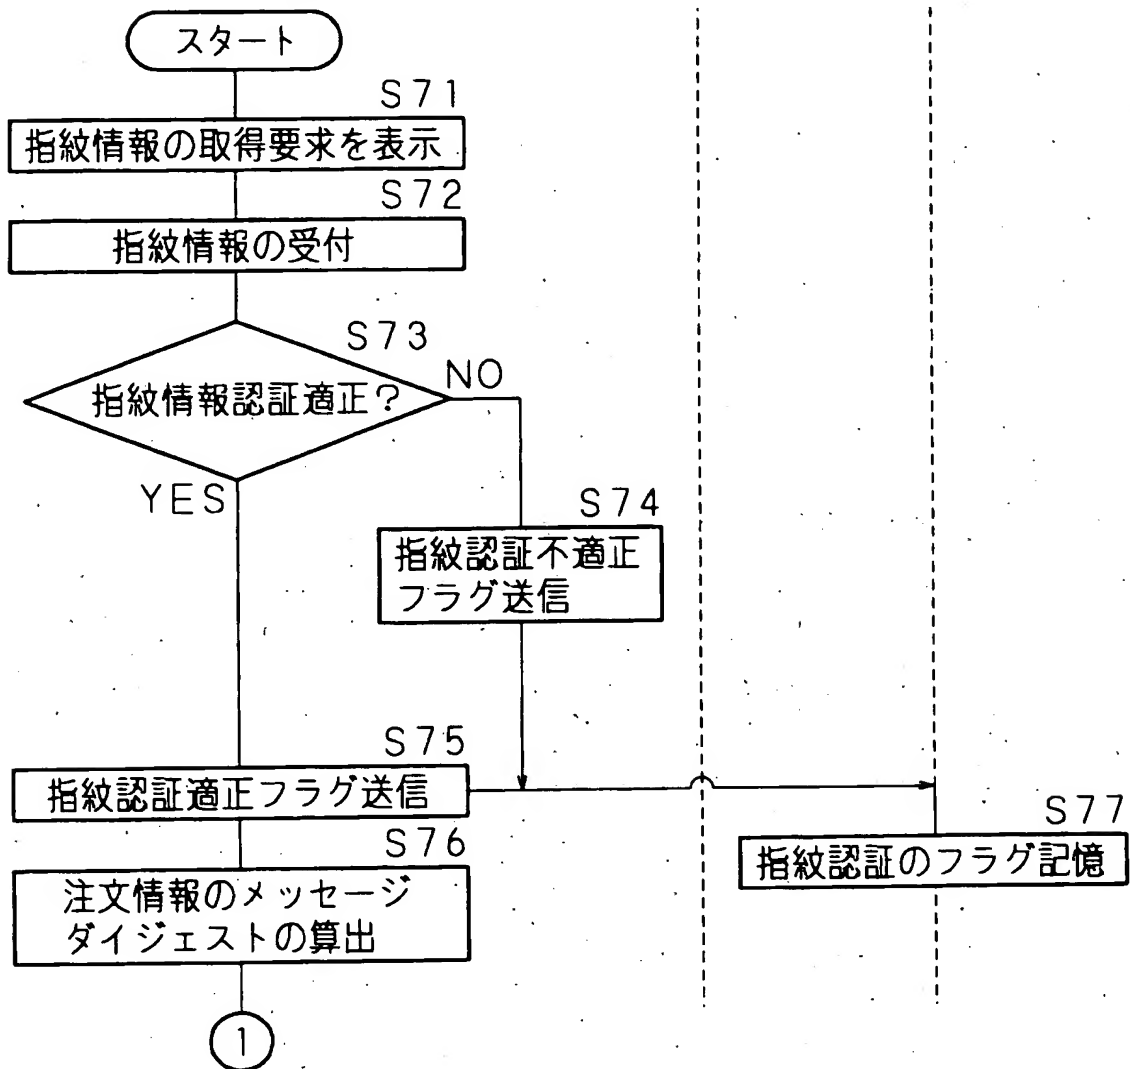 スタート
S71
指紋情報の取得要求を表示
S72
指紋情報の受付
S73
指紋情報認証適正?
NO
YES
S74
指紋認証不適正
フラグ送信
S75
指紋認証適正フラグ送信
S76
注文情報のメッセージ
ダイジェストの算出
S77
指紋認証のフラグ記憶
1